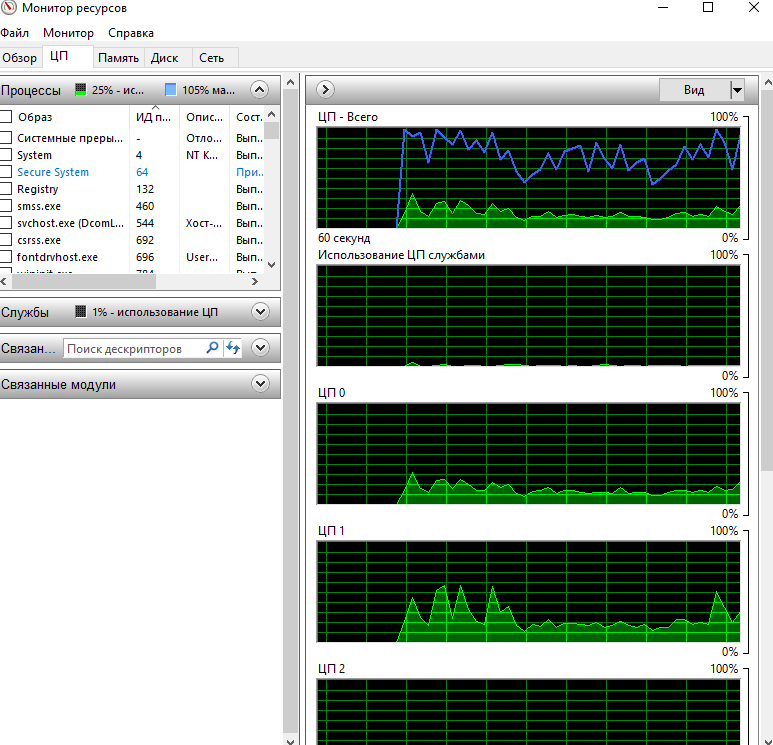 Монитор ресурсов
Файл Монитор Справка
Обзор ЦП Память Диск Сеть
Процессы 25% - ис... 105% ма...
Образ ИД п... Опис... Сост.
Системные преры... - Отло... Вып..
System 4 NT K... Вып..
Secure System 64 При..
Registry 132 Вып..
smss.exe 460 Вып..
svchost.exe (DcomL... 544 Хост-... Вып..
csrss.exe 692 Вып..
fontdrvhost.exe 696 User... Вып..
Службы 1% - использование ЦП
Связан... Поиск дескрипторов
Связанные модули
Вид
ЦП - Всего 100%
60 секунд 0%
Использование ЦП службами 100%
0%
ЦП 0 100%
0%
ЦП 1 100%
0%
ЦП 2 100%